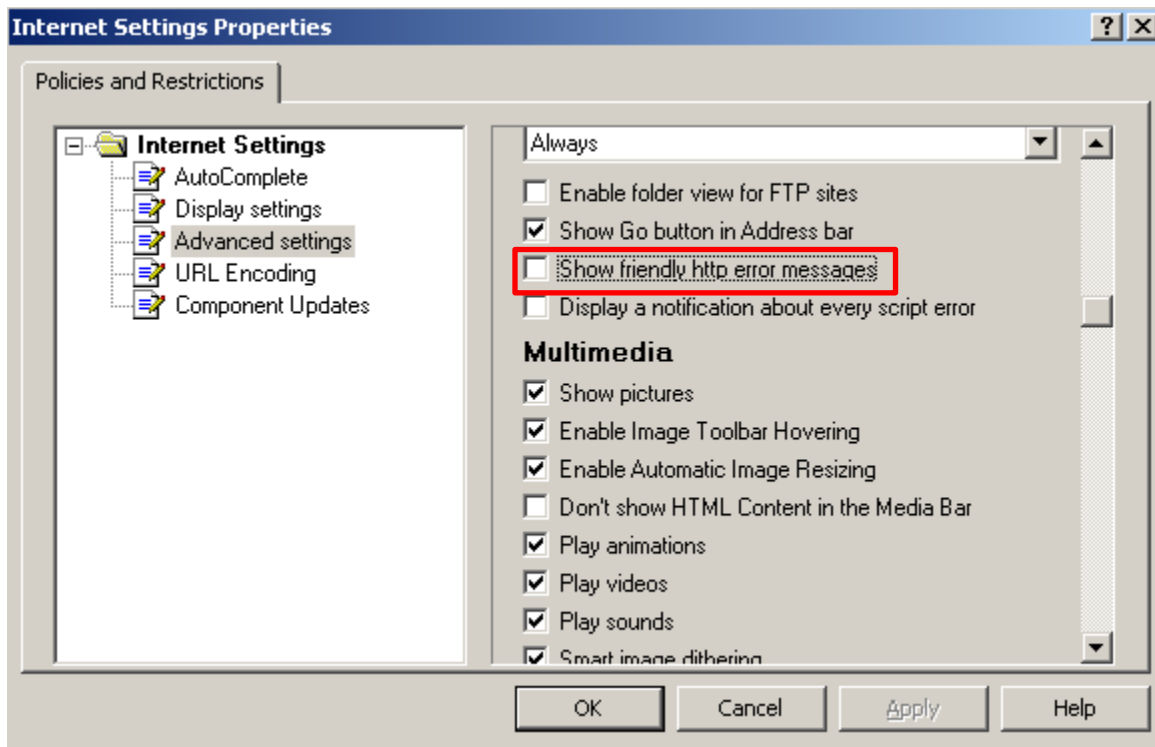 Internet Settings Properties
Policies and Restrictions
Internet Settings
AutoComplete
Display settings
Advanced settings
URL Encoding
Component Updates
Always
Enable folder view for FTP sites
Show Go button in Address bar
Show friendly http error messages
Display a notification about every script error
Multimedia
Show pictures
Enable Image Toolbar Hovering
Enable Automatic Image Resizing
Don't show HTML Content in the Media Bar
Play animations
Play videos
Play sounds
Smart image dithering
OK
Cancel
Apply
Help